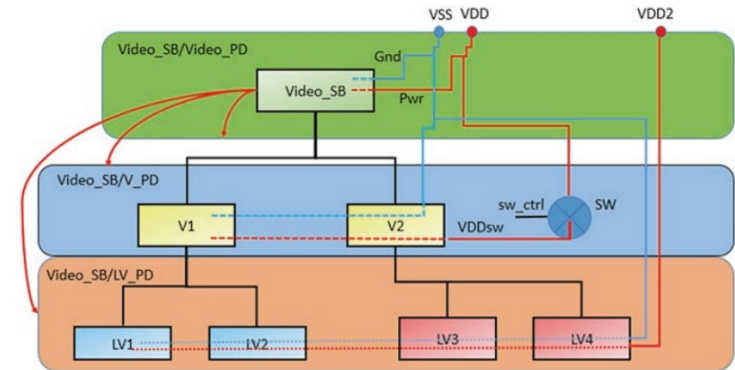 VSS VDD VDD2
Video_SB/Video_PD
Gnd
Video_SB
Pwr
Video_SB/V_PD
sw_ctrl SW
V1 V2 VDDsw
Video_SB/LV_PD
LV1 LV2 LV3 LV4